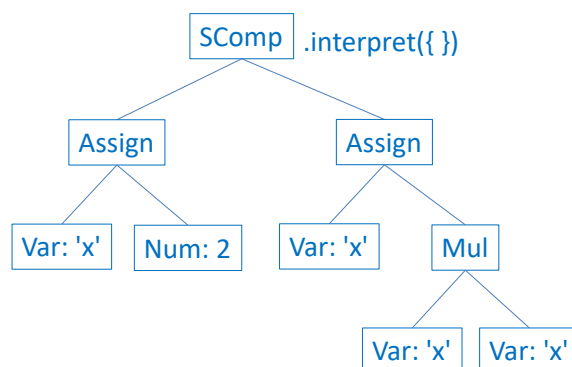 SComp .interpret({ })
Assign Assign
Var: 'x' Num: 2 Var: 'x' Mul
Var: 'x' Var: 'x'